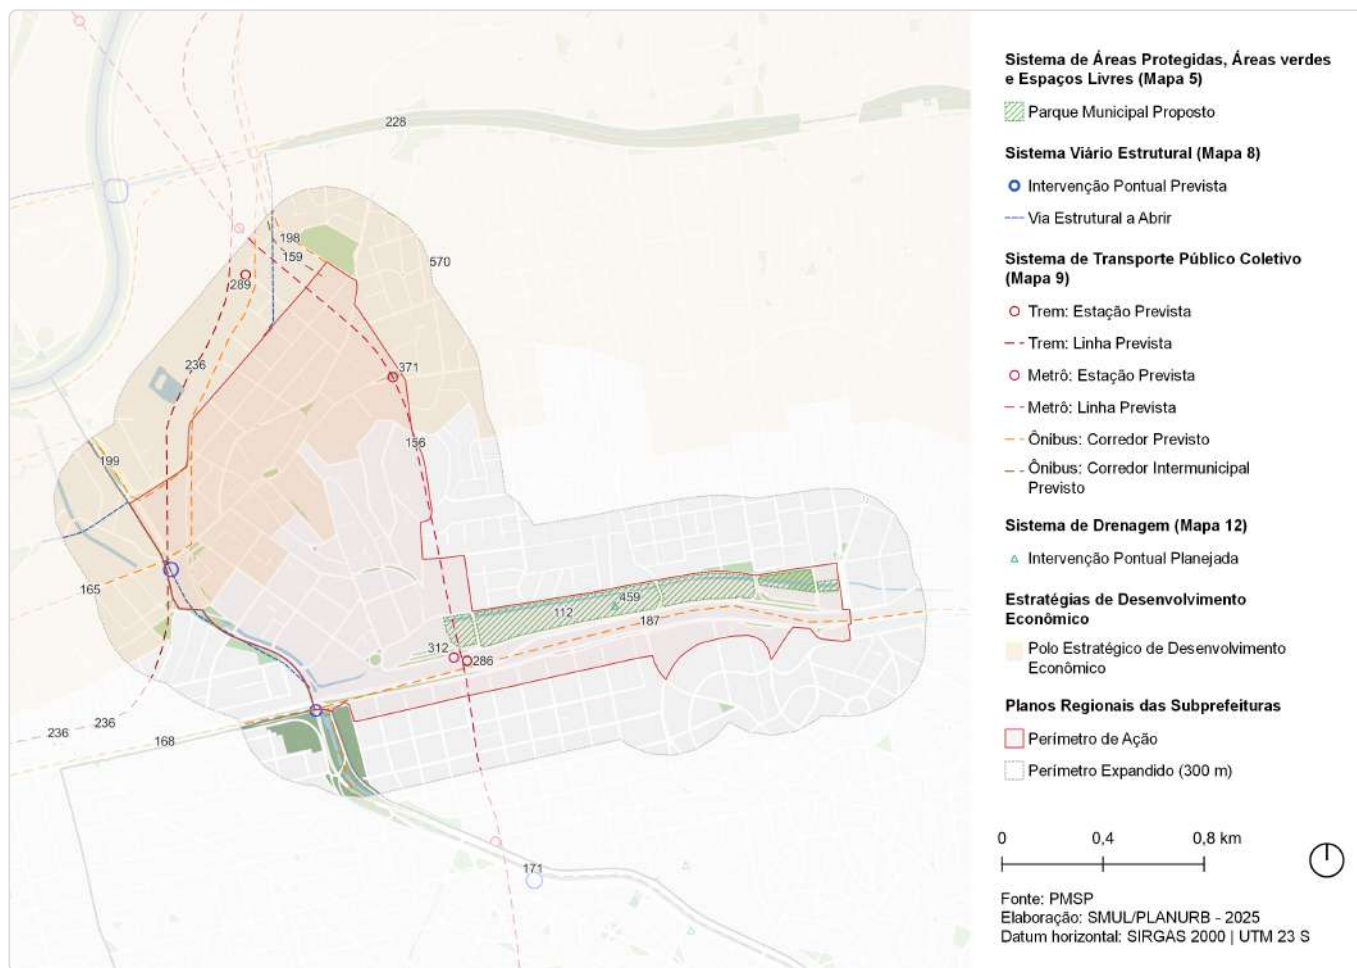 228
198
159
570
289
236
371
156
199
165
459
112
187
312
286
236
236
168
171
Sistema de Áreas Protegidas, Áreas verdes
e Espaços Livres (Mapa 5)
Parque Municipal Proposto
Sistema Viário Estrutural (Mapa 8)
Intervenção Pontual Prevista
Via Estrutural a Abrir
Sistema de Transporte Público Coletivo
(Mapa 9)
Trem: Estação Prevista
Trem: Linha Prevista
Metrô: Estação Prevista
Metrô: Linha Prevista
Ônibus: Corredor Previsto
Ônibus: Corredor Intermunicipal
Previsto
Sistema de Drenagem (Mapa 12)
Intervenção Pontual Planejada
Estratégias de Desenvolvimento
Econômico
Polo Estratégico de Desenvolvimento
Econômico
Planos Regionais das Subprefeituras
Perímetro de Ação
Perímetro Expandido (300 m)
0 0,4 0,8 km
Fonte: PMSP
Elaboração: SMUL/PLANURB - 2025
Datum horizontal: SIRGAS 2000 | UTM 23 S